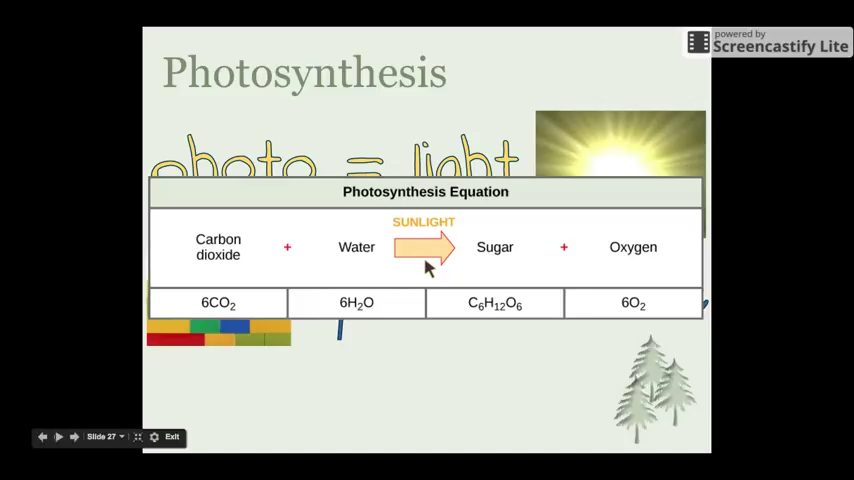 powered by
Screencastify Lite
Photosynthesis
photo = light
Photosynthesis Equation
SUNLIGHT
Carbon dioxide + Water Sugar + Oxygen
6CO₂ 6H₂O C₆H₁₂O₆ 6O₂
Slide 27 Exit